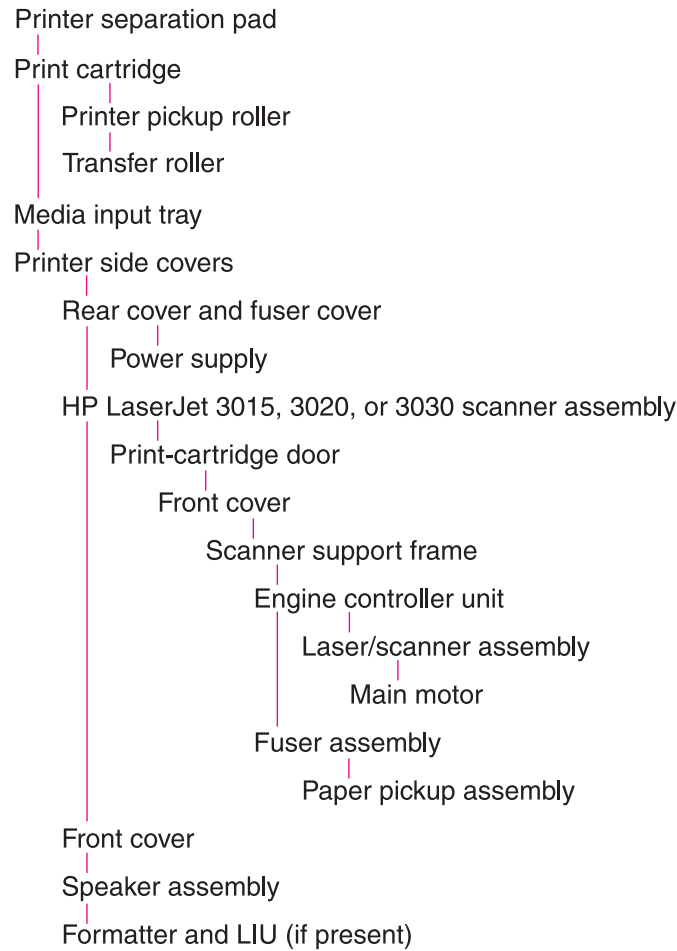 Printer separation pad
Print cartridge
Printer pickup roller
Transfer roller
Media input tray
Printer side covers
Rear cover and fuser cover
Power supply
HP LaserJet 3015, 3020, or 3030 scanner assembly
Print-cartridge door
Front cover
Scanner support frame
Engine controller unit
Laser/scanner assembly
Main motor
Fuser assembly
Paper pickup assembly
Front cover
Speaker assembly
Formatter and LIU (if present)